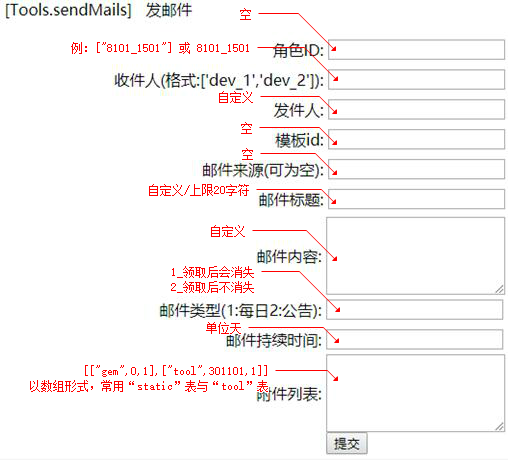 [Tools.sendMails] 发邮件
空
角色ID:
例: ["8101_1501"] 或 8101_1501
收件人(格式:['dev_1','dev_2']):
自定义
发件人:
空
模板id:
空
邮件来源(可为空):
自定义/上限20字符
邮件标题:
自定义
邮件内容:
1_领取后会消失
2_领取后不消失
邮件类型(1:每日2:公告):
单位天
邮件持续时间:
[["gem",0,1],["tool",301101,1]]
以数组形式，常用“static”表与“tool”表
附件列表:
提交